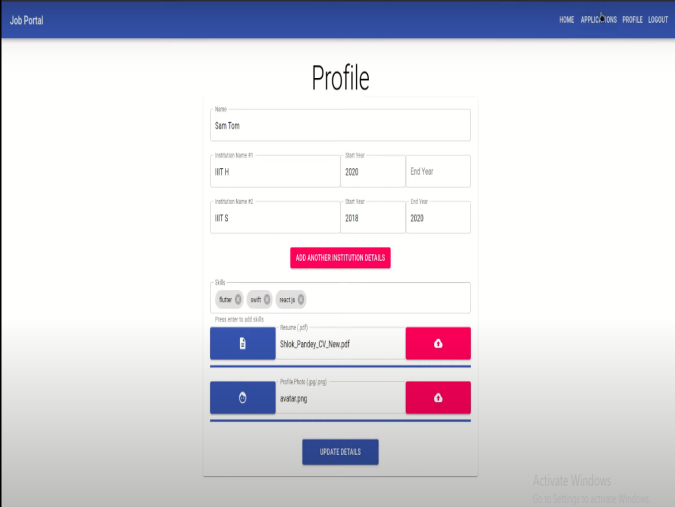 Job Portal HOME APPLICATIONS PROFILE LOGOUT
Profile
Name
Sam Tom
Institution Name #1 Start Year
IIIT H 2020 End Year
Institution Name #2 Start Year End Year
IIIT S 2018 2020
ADD ANOTHER INSTITUTION DETAILS
Skills
flutter swift react js
Press enter to add skills
Resume (.pdf)
Shlok_Pandey_CV_New.pdf
Profile Photo (.jpg/.png)
avatar.png
UPDATE DETAILS
Activate Windows
Go to Settings to activate Windows.